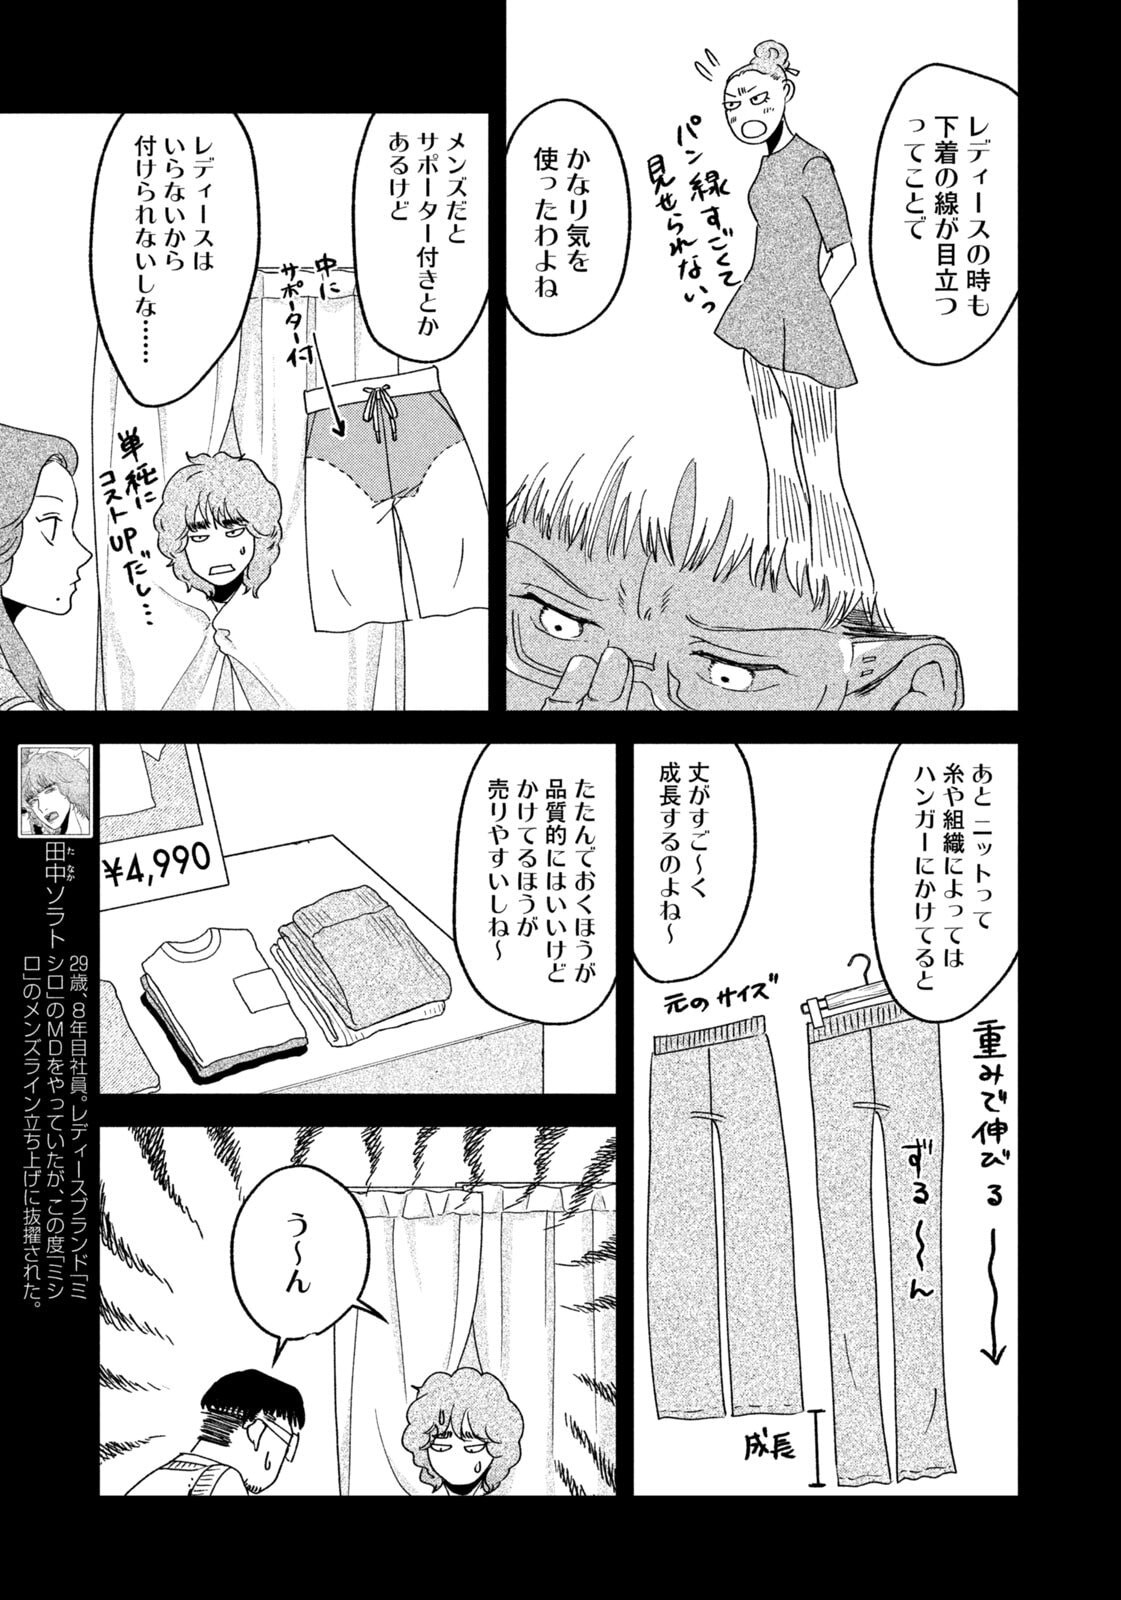 レディースの時も
下着の線が目立つ
ってことで
パン線すごくて
見せられないっ
かなり気を
使ったわよね
メンズだと
サポーター付きとか
あるけど
中に
サポーター付
レディースは
いらないから
付けられないしな……
単純に
コストUPだし…
あとニットって
糸や組織によっては
ハンガーにかけてると
丈がすご〜く
成長するのよね〜
元のサイズ
重みで伸びる
ずる〜〜ん
成長
たたんでおくほうが
品質的にはいいけど
かけてるほうが
売りやすいしね〜
¥4,990
う〜ん
田中ソラト
たなか
29歳、8年目社員。レディースブランド「ミ
シロ」のMDをやっていたが、この度「ミシ
ロ」のメンズライン立ち上げに抜擢された。